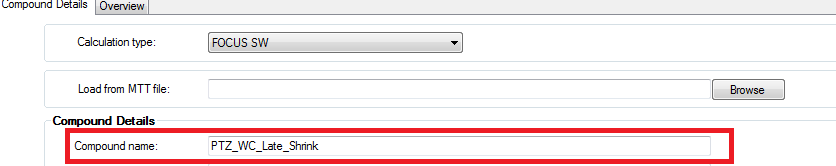 Compound Details Overview
Calculation type: FOCUS SW
Load from MTT file: Browse
Compound Details
Compound name: PTZ_WC_Late_Shrink